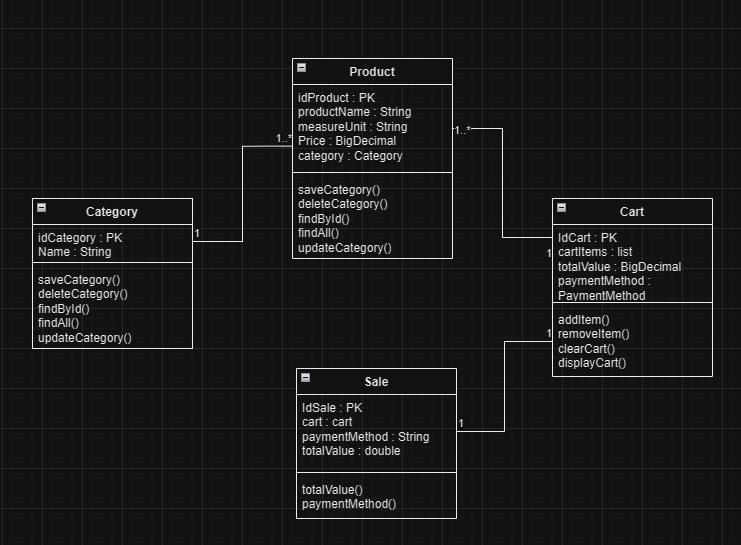 Product
idProduct : PK
productName : String
measureUnit : String
Price : BigDecimal
category : Category
saveCategory()
deleteCategory()
findById()
findAll()
updateCategory()
1..*
1..*
Category
idCategory : PK
Name : String
saveCategory()
deleteCategory()
findById()
findAll()
updateCategory()
1
Cart
IdCart : PK
cartItems : list
totalValue : BigDecimal
paymentMethod :
PaymentMethod
addItem()
removeItem()
clearCart()
displayCart()
1
1
Sale
IdSale : PK
cart : cart
paymentMethod : String
totalValue : double
totalValue()
paymentMethod()
1